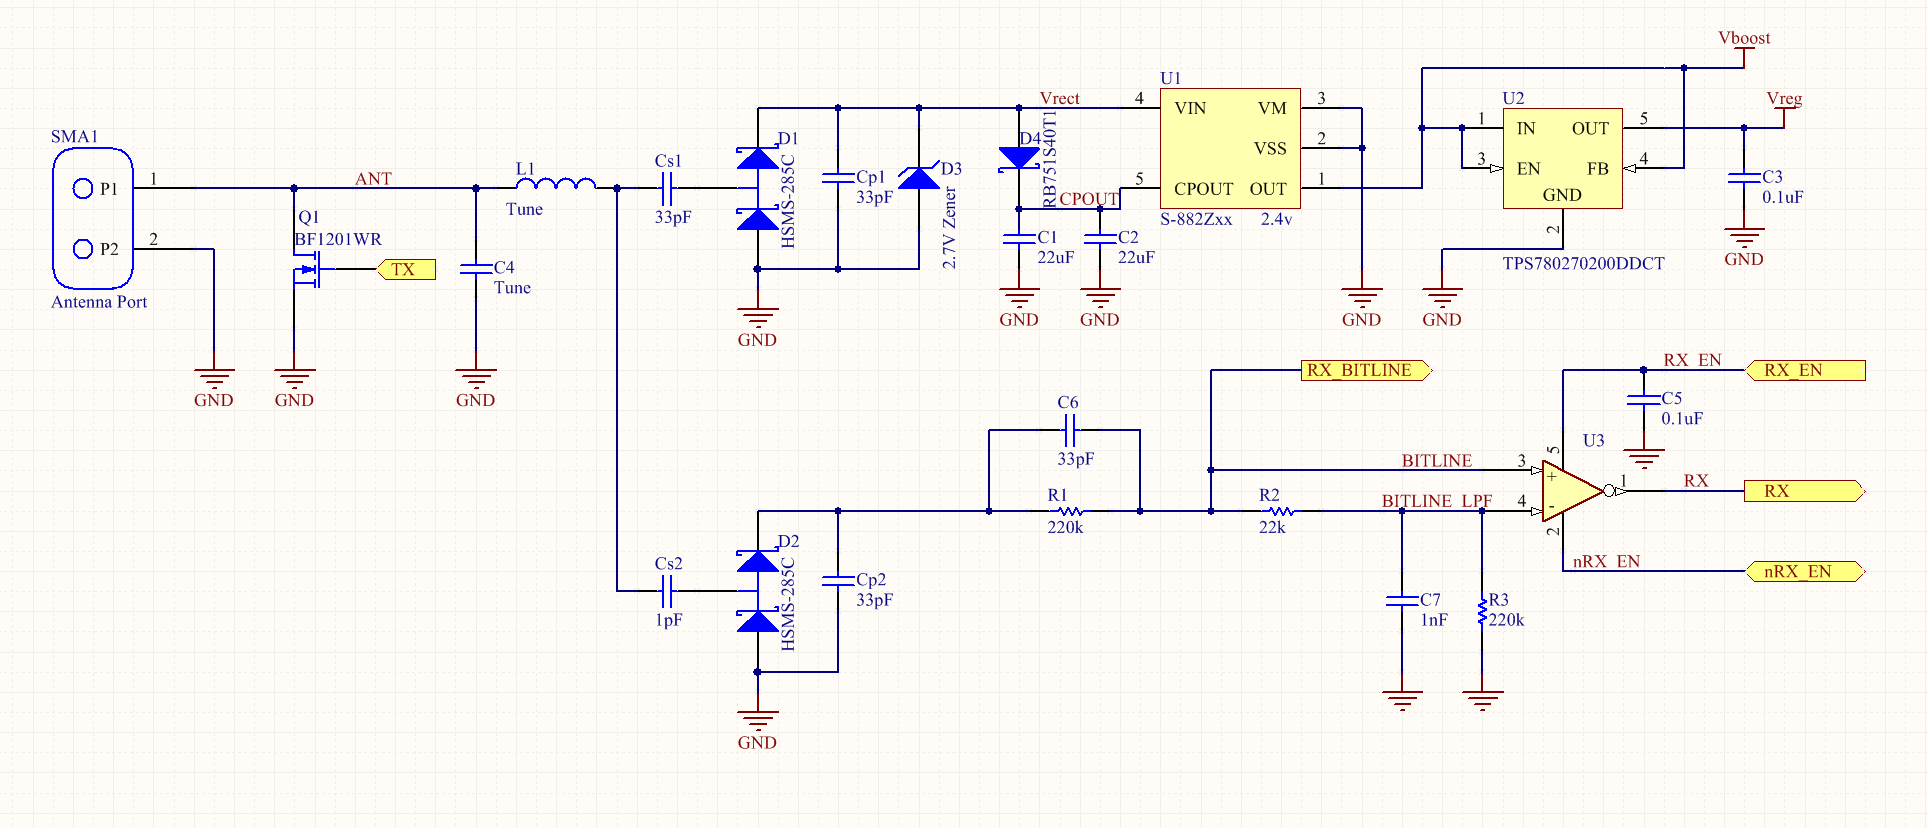 Vboost
U1
Vrect
4
VIN
VM
3
VSS
2
5
CPOUT
OUT
1
CPOUT
S-882Zxx
2.4v
U2
Vreg
1
IN
OUT
5
3
EN
FB
4
GND
2
TPS780270200DDCT
C3
0.1uF
GND
SMA1
P1
1
P2
2
Antenna Port
GND
ANT
Q1
BF1201WR
TX
GND
L1
Tune
C4
Tune
GND
Cs1
33pF
D1
HSMS-285C
Cp1
33pF
D3
2.7V Zener
GND
D4
RB751S40T1
C1
22uF
C2
22uF
GND
GND
GND
GND
RX_BITLINE
RX_EN
RX_EN
C5
0.1uF
C6
33pF
U3
BITLINE
3
5
+
1
RX
RX
R1
220k
R2
22k
BITLINE_LPF
4
-
2
nRX_EN
nRX_EN
Cs2
1pF
D2
HSMS-285C
Cp2
33pF
C7
1nF
R3
220k
GND